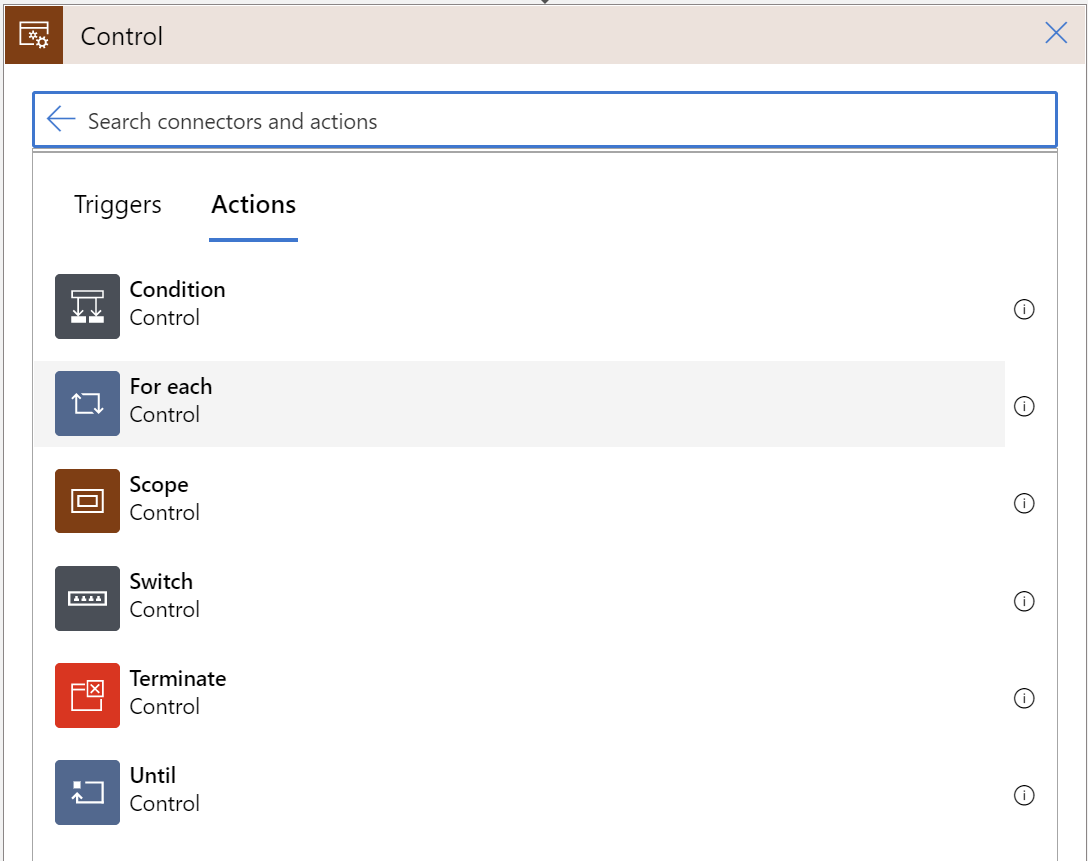 Control
Search connectors and actions
Triggers Actions
Condition
Control
For each
Control
Scope
Control
Switch
Control
Terminate
Control
Until
Control